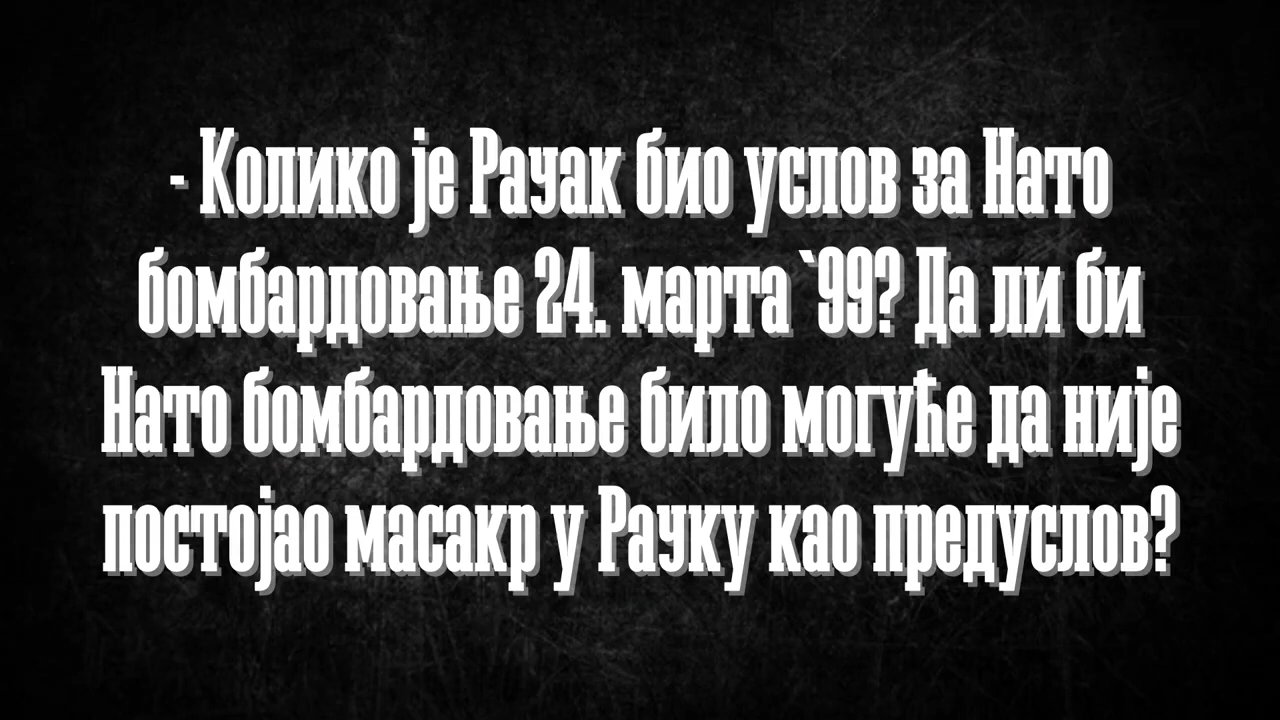 - Колико је Рачак био услов за Нато
бомбардовање 24. марта `99? Да ли би
Нато бомбардовање било могуће да није
постојао масакр у Рачку као предуслов?